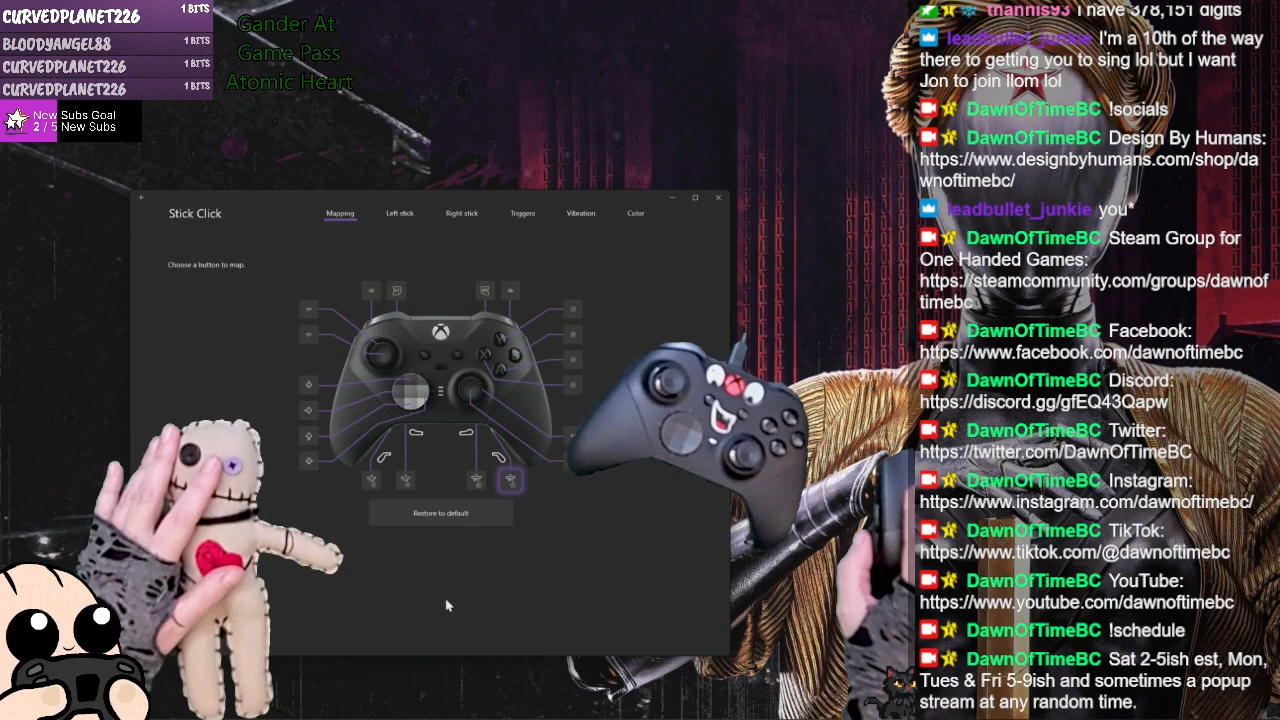 CURVEDPLANET226 1 BITS
BLOODYANGEL88 1 BITS
CURVEDPLANET226 1 BITS
CURVEDPLANET226 1 BITS
New Subs Goal
2 / 5 New Subs
Gander At
Game Pass
Atomic Heart
Stick Click
Mapping Left stick Right stick Triggers Vibration Color
Choose a button to map.
Restore to default
thannis93 I have 378,151 digits
leadbullet_junkie I'm a 10th of the way
there to getting you to sing lol but I want
Jon to join llom lol
DawnOfTimeBC !socials
DawnOfTimeBC Design By Humans:
https://www.designbyhumans.com/shop/da
wnoftimebc/
leadbullet_junkie you*
DawnOfTimeBC Steam Group for
One Handed Games:
https://steamcommunity.com/groups/dawnof
timebc
DawnOfTimeBC Facebook:
https://www.facebook.com/dawnoftimebc
DawnOfTimeBC Discord:
https://discord.gg/gfEQ43Qapw
DawnOfTimeBC Twitter:
https://twitter.com/DawnOfTimeBC
DawnOfTimeBC Instagram:
https://www.instagram.com/dawnoftimebc/
DawnOfTimeBC TikTok:
https://www.tiktok.com/@dawnoftimebc
DawnOfTimeBC YouTube:
https://www.youtube.com/dawnoftimebc
DawnOfTimeBC !schedule
DawnOfTimeBC Sat 2-5ish est, Mon,
Tues & Fri 5-9ish and sometimes a popup
stream at any random time.